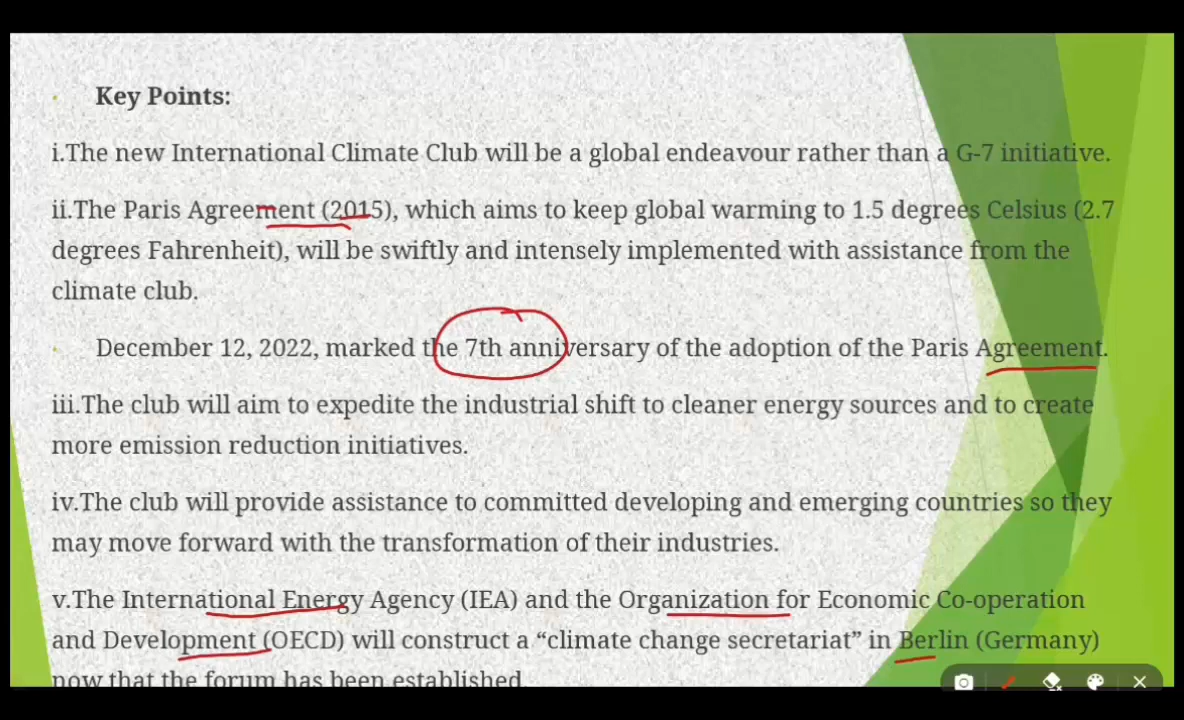 Key Points:
i.The new International Climate Club will be a global endeavour rather than a G-7 initiative.
ii.The Paris Agreement (2015), which aims to keep global warming to 1.5 degrees Celsius (2.7
degrees Fahrenheit), will be swiftly and intensely implemented with assistance from the
climate club.
December 12, 2022, marked the 7th anniversary of the adoption of the Paris Agreement.
iii.The club will aim to expedite the industrial shift to cleaner energy sources and to create
more emission reduction initiatives.
iv.The club will provide assistance to committed developing and emerging countries so they
may move forward with the transformation of their industries.
v.The International Energy Agency (IEA) and the Organization for Economic Co-operation
and Development (OECD) will construct a “climate change secretariat” in Berlin (Germany)
now that the forum has been established